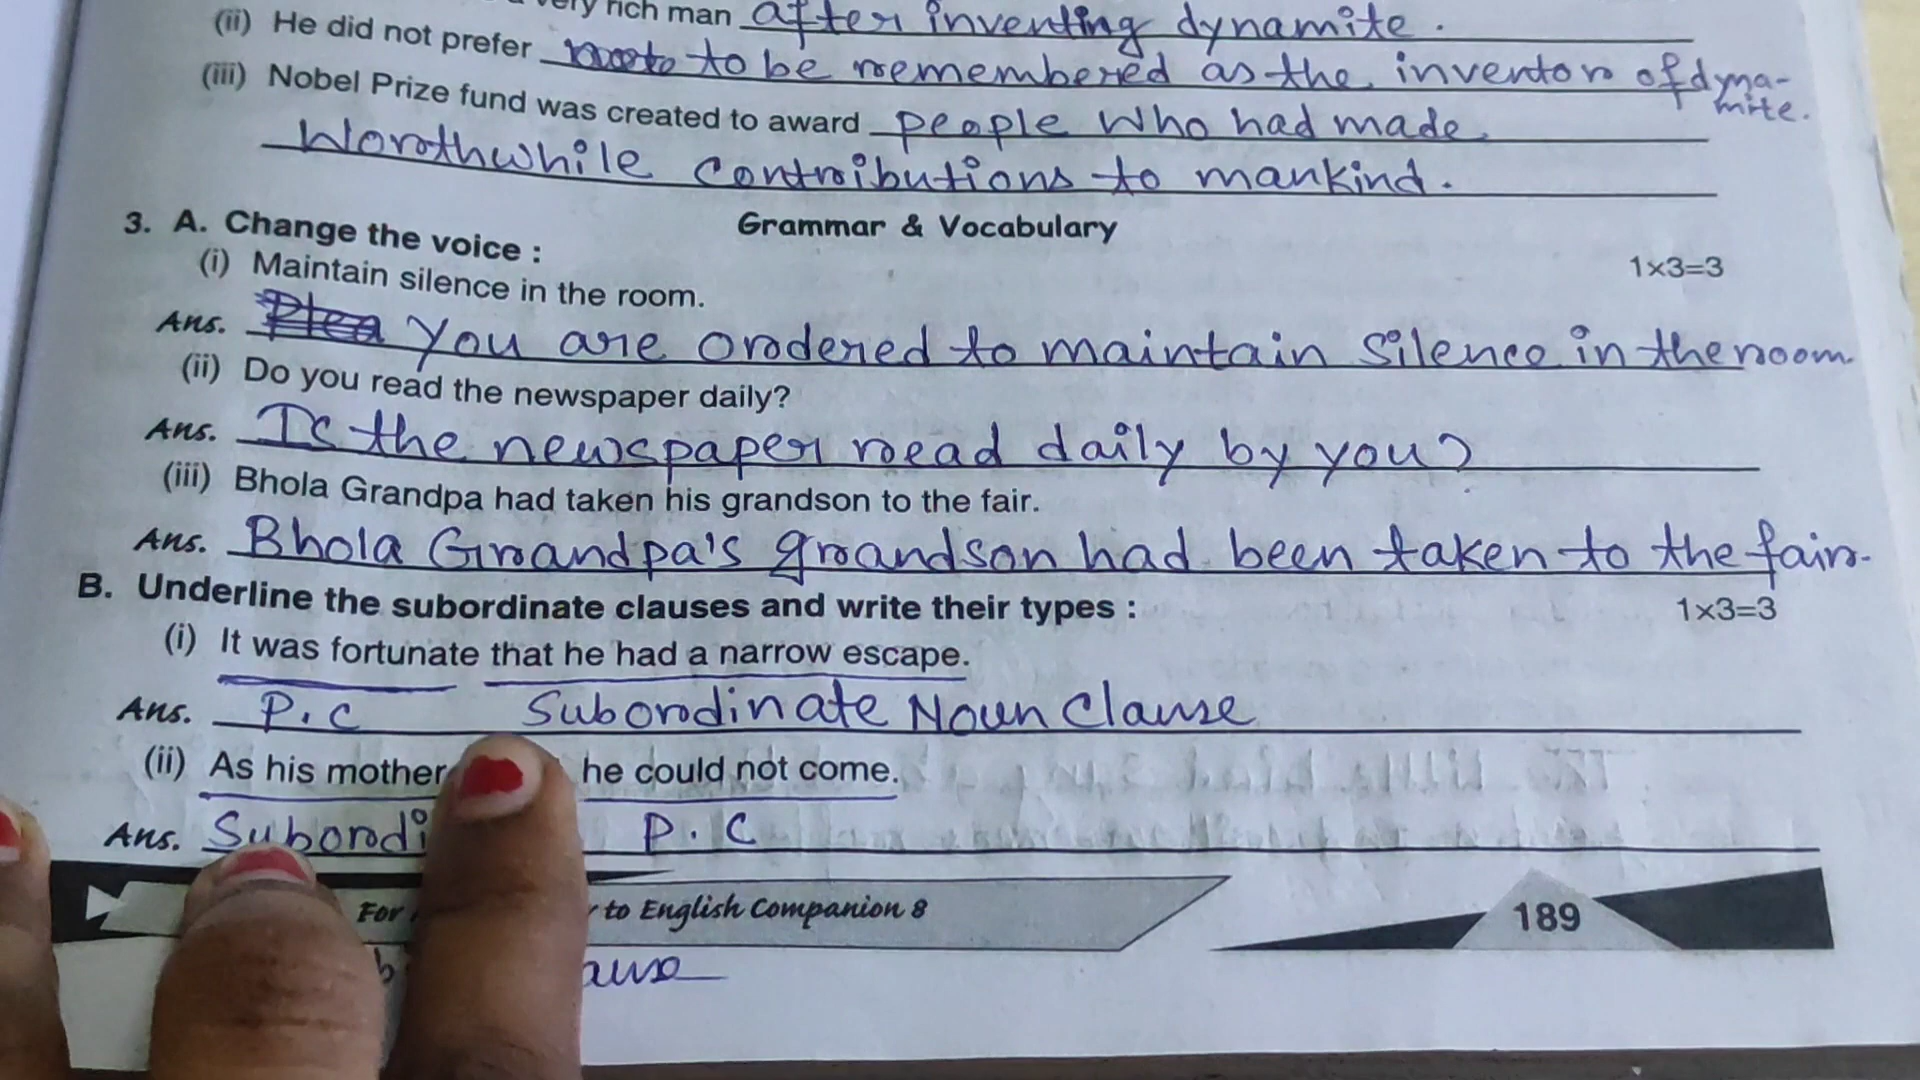 very rich man after inventing dynamite.
(ii) He did not prefer to be remembered as the inventor of dyna-
mite.
(iii) Nobel Prize fund was created to award people who had made
Worthwhile contributions to mankind.
Grammar & Vocabulary
3. A. Change the voice :
1×3=3
(i) Maintain silence in the room.
Ans. You are ordered to maintain silence in the room.
(ii) Do you read the newspaper daily?
Ans. Is the newspaper read daily by you?
(iii) Bhola Grandpa had taken his grandson to the fair.
Ans. Bhola Grandpa's grandson had been taken to the fair.
B. Underline the subordinate clauses and write their types :
1×3=3
(i) It was fortunate that he had a narrow escape.
Ans. P.C Subordinate Noun Clause
(ii) As his mother he could not come.
Ans. P.C
For to English Companion 8
189